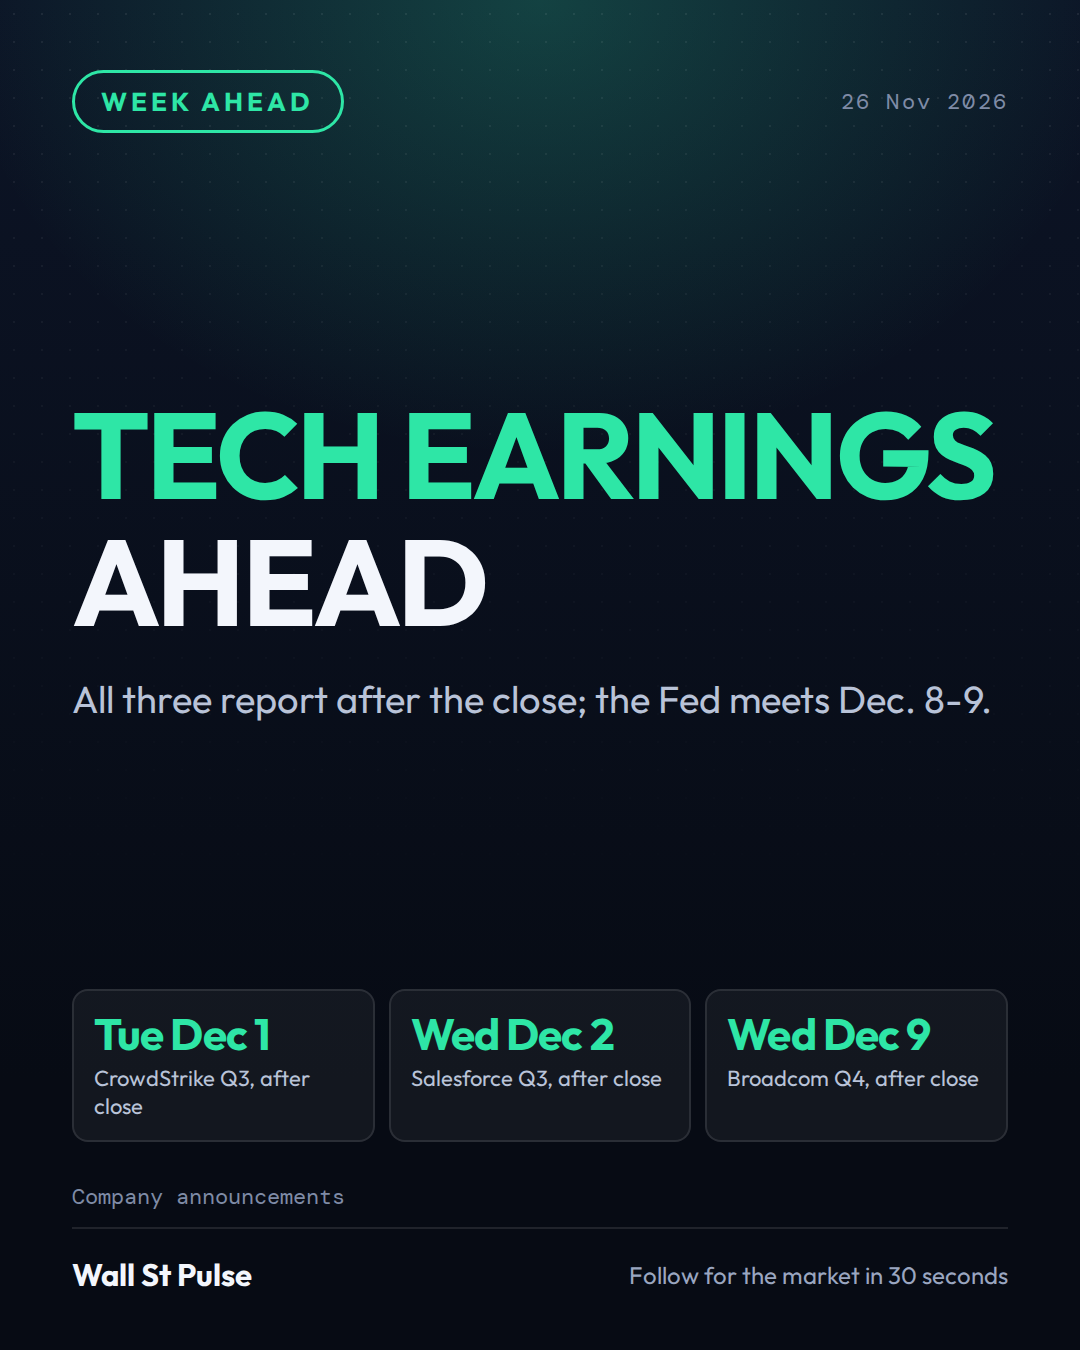 WEEK AHEAD
26 Nov 2026
TECH EARNINGS
AHEAD
All three report after the close; the Fed meets Dec. 8-9.
Tue Dec 1
CrowdStrike Q3, after
close
Wed Dec 2
Salesforce Q3, after close
Wed Dec 9
Broadcom Q4, after close
Company announcements
Wall St Pulse
Follow for the market in 30 seconds